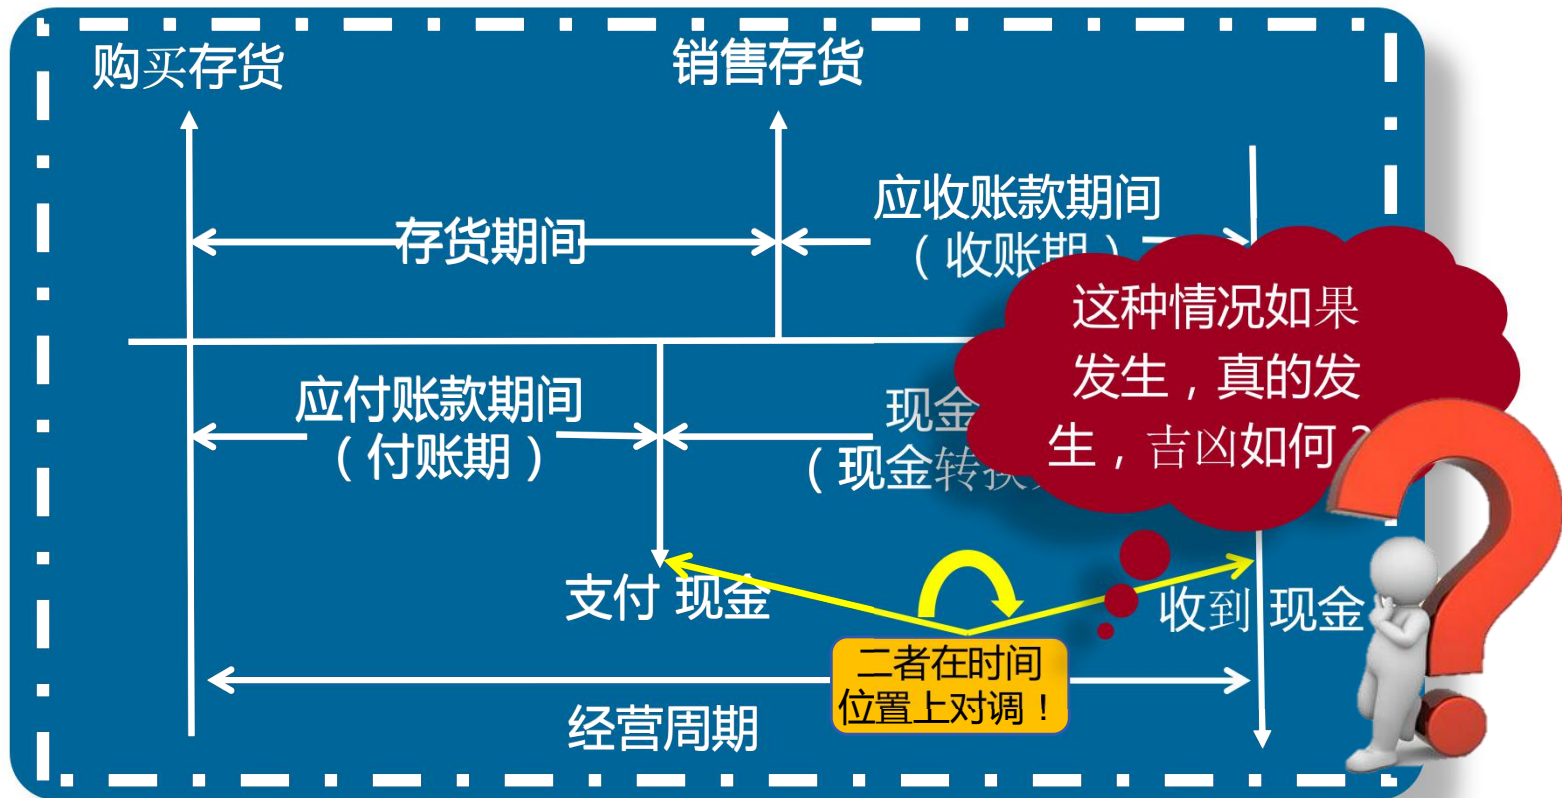 购买存货
销售存货
应收账款期间
（收账期）
存货期间
这种情况如果
发生，真的发
生，吉凶如何？
应付账款期间
（付账期）
现金
（现金转换
支付 现金
收到 现金
二者在时间
位置上对调！
经营周期